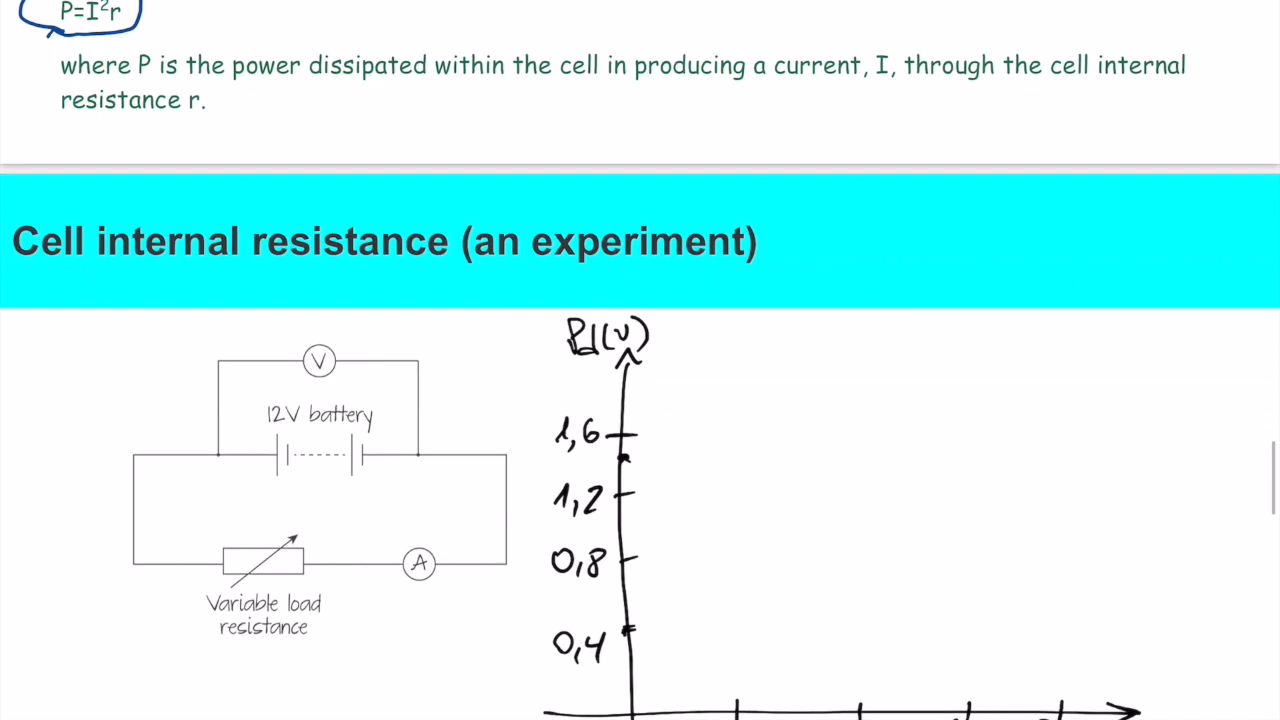 P=I²r
where P is the power dissipated within the cell in producing a current, I, through the cell internal
resistance r.
Cell internal resistance (an experiment)
Pd(V)
V
12V battery
1,6
1,2
0,8
A
Variable load
resistance
0,4